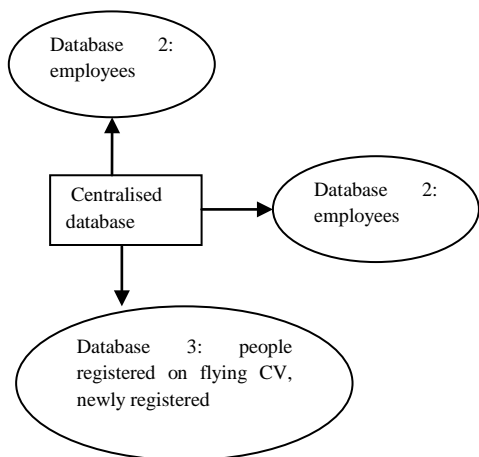 Database 2:
employees
Centralised
database
Database 2:
employees
Database 3: people
registered on flying CV,
newly registered